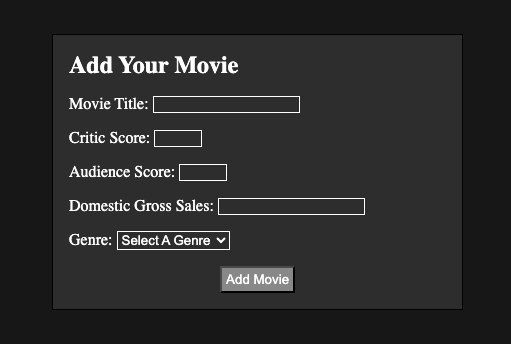 Add Your Movie
Movie Title:
Critic Score:
Audience Score:
Domestic Gross Sales:
Genre: Select A Genre
Add Movie